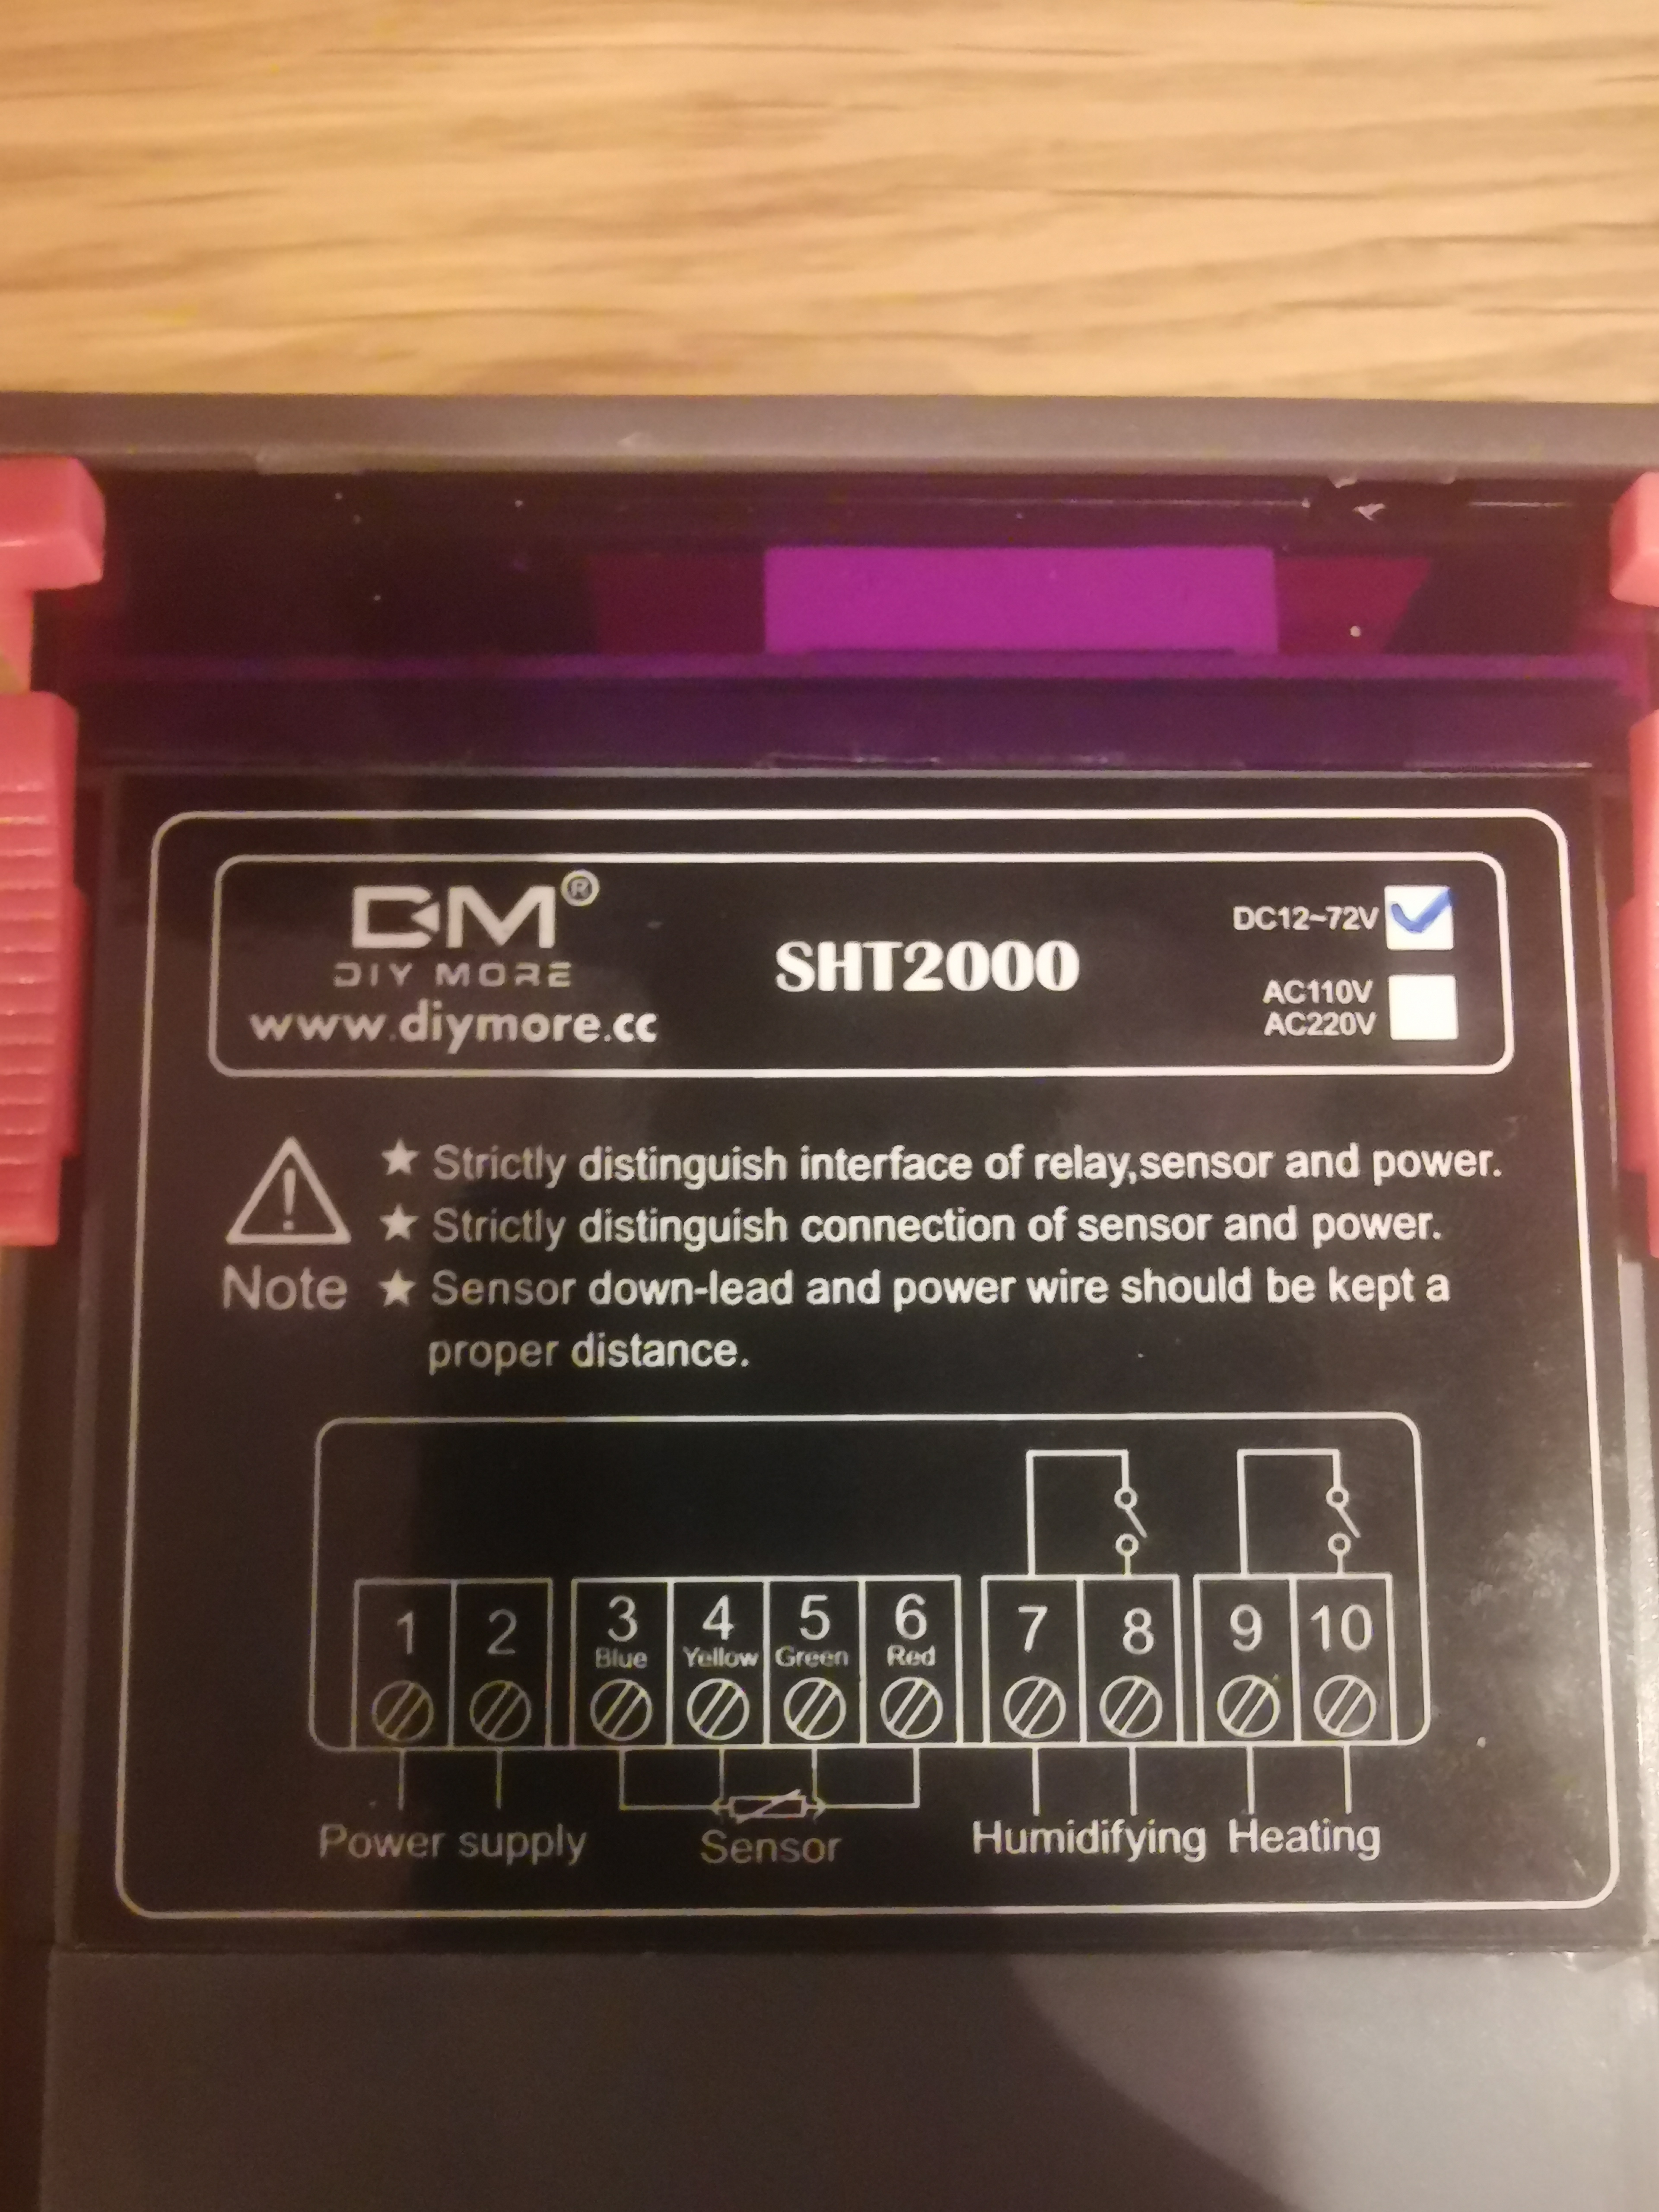 DM®
DIY MORE
www.diymore.cc
SHT2000
DC12~72V
AC110V
AC220V
★ Strictly distinguish interface of relay,sensor and power.
★ Strictly distinguish connection of sensor and power.
Note ★ Sensor down-lead and power wire should be kept a
proper distance.
1 2 3 4 5 6 7 8 9 10
Blue Yellow Green Red
Power supply Sensor Humidifying Heating